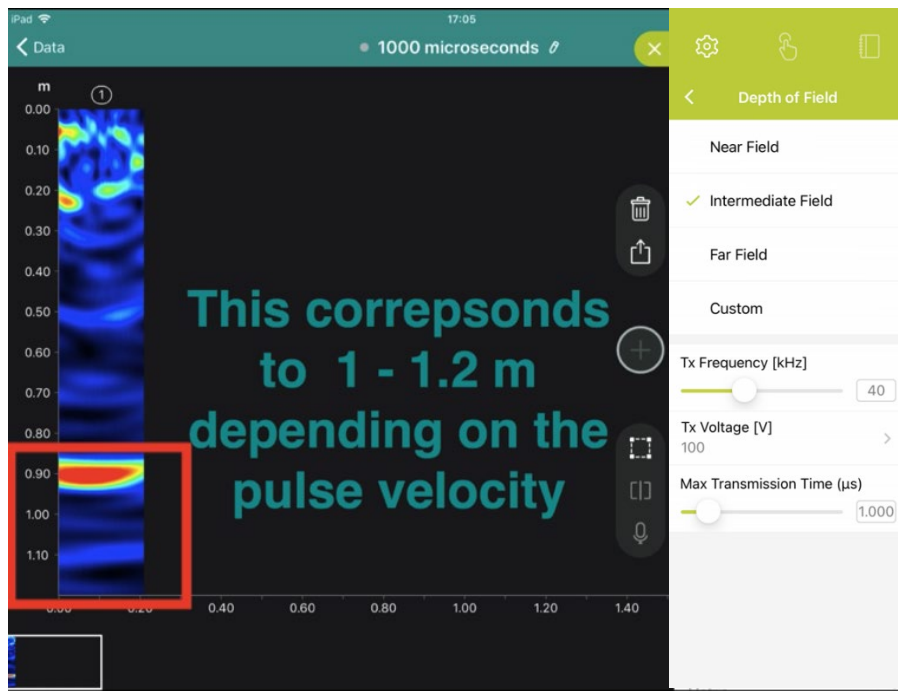 iPad 17:05
Data
1000 microseconds
Depth of Field
Near Field
Intermediate Field
Far Field
Custom
Tx Frequency [kHz]
40
Tx Voltage [V]
100
Max Transmission Time (µs)
1.000
m
1
0.00
0.10
0.20
0.30
0.40
0.50
0.60
0.70
0.80
0.90
1.00
1.10
This correpsonds
to 1 - 1.2 m
depending on the
pulse velocity
0.00 0.20 0.40 0.60 0.80 1.00 1.20 1.40